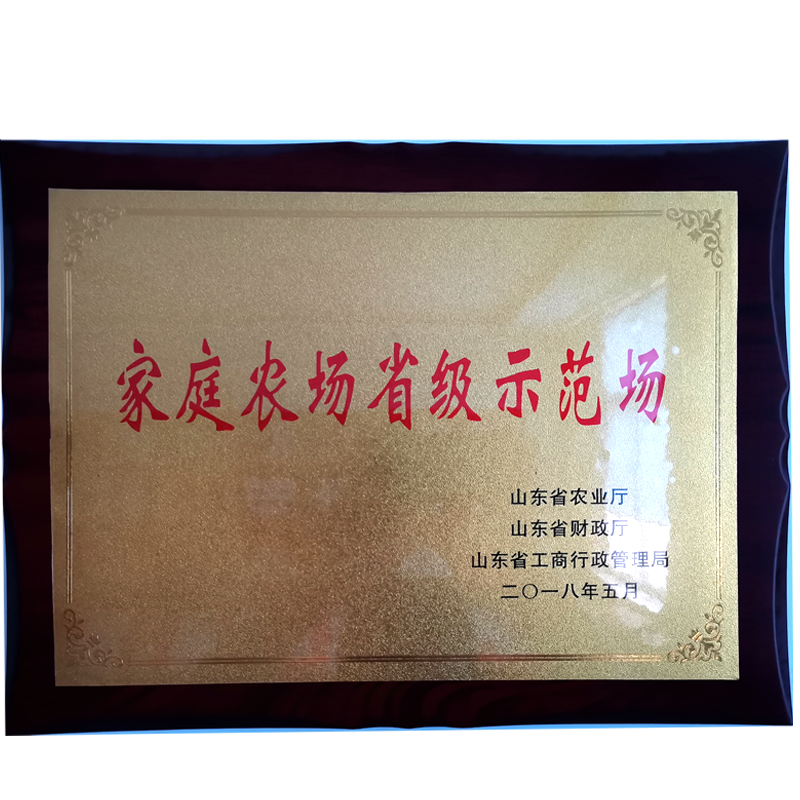 家庭农场省级示范场
山东省农业厅
山东省财政厅
山东省工商行政管理局
二〇一八年五月